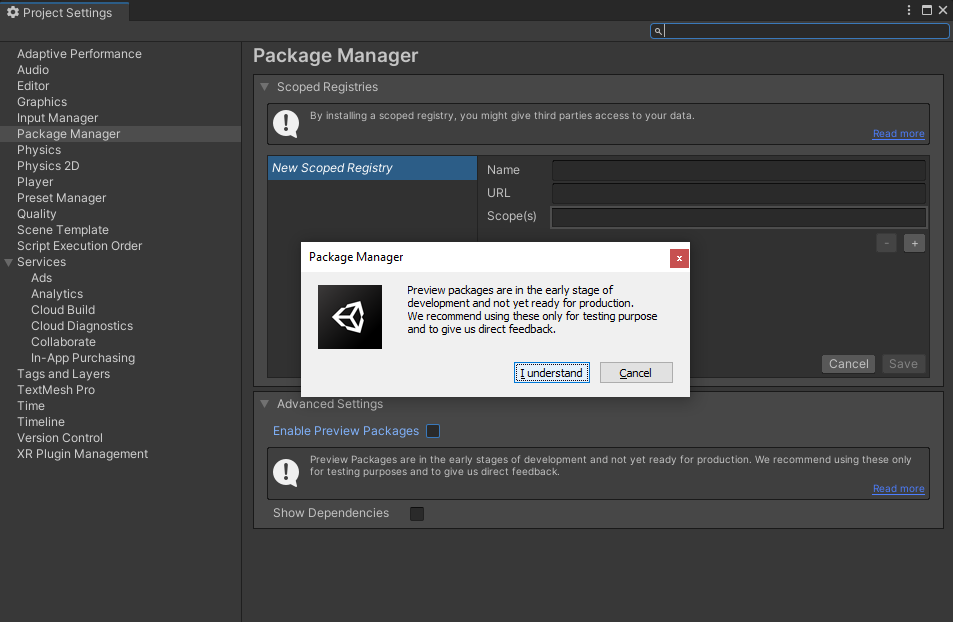 Project Settings
Adaptive Performance
Audio
Editor
Graphics
Input Manager
Package Manager
Physics
Physics 2D
Player
Preset Manager
Quality
Scene Template
Script Execution Order
Services
Ads
Analytics
Cloud Build
Cloud Diagnostics
Collaborate
In-App Purchasing
Tags and Layers
TextMesh Pro
Time
Timeline
Version Control
XR Plugin Management
Package Manager
Scoped Registries
By installing a scoped registry, you might give third parties access to your data.
Read more
New Scoped Registry
Name
URL
Scope(s)
- +
Package Manager
x
Preview packages are in the early stage of
development and not yet ready for production.
We recommend using these only for testing purpose
and to give us direct feedback.
I understand
Cancel
Cancel
Save
Advanced Settings
Enable Preview Packages
Preview Packages are in the early stages of development and not yet ready for production. We recommend using these only
for testing purposes and to give us direct feedback.
Read more
Show Dependencies